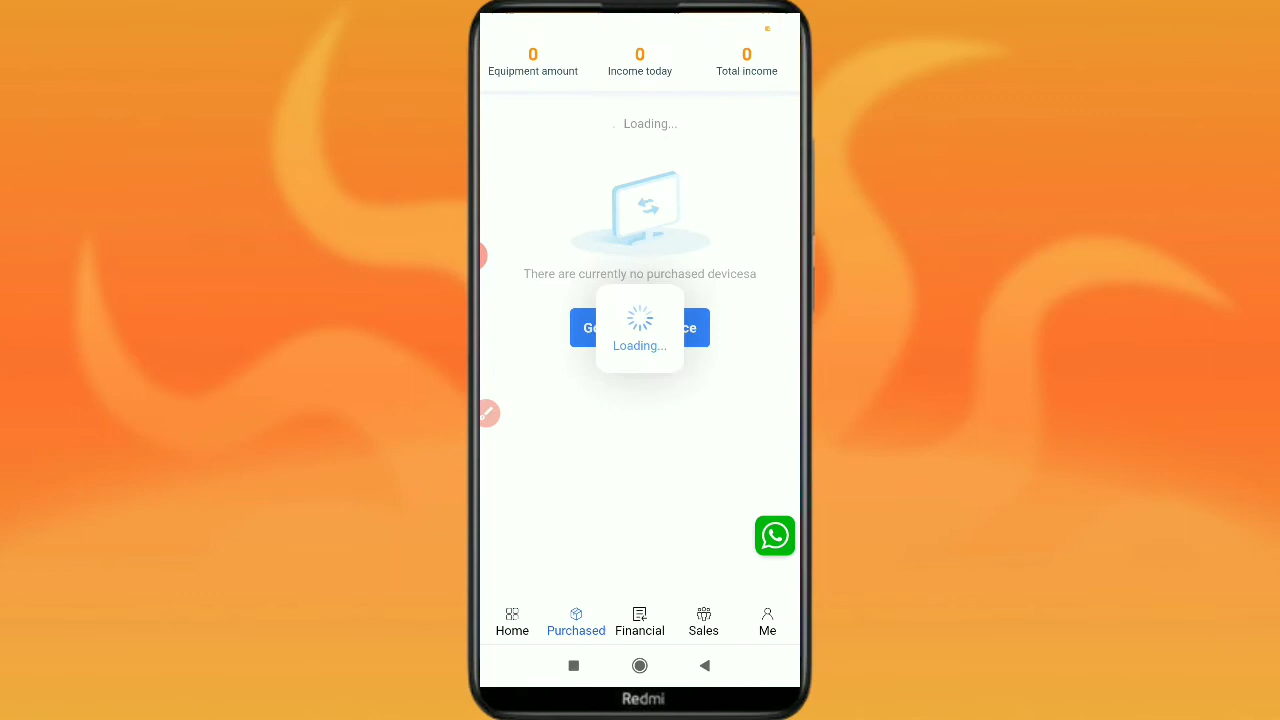 0 0 0
Equipment amount Income today Total income
Loading...
There are currently no purchased devicesa
Loading...
Home Purchased Financial Sales Me
Redmi